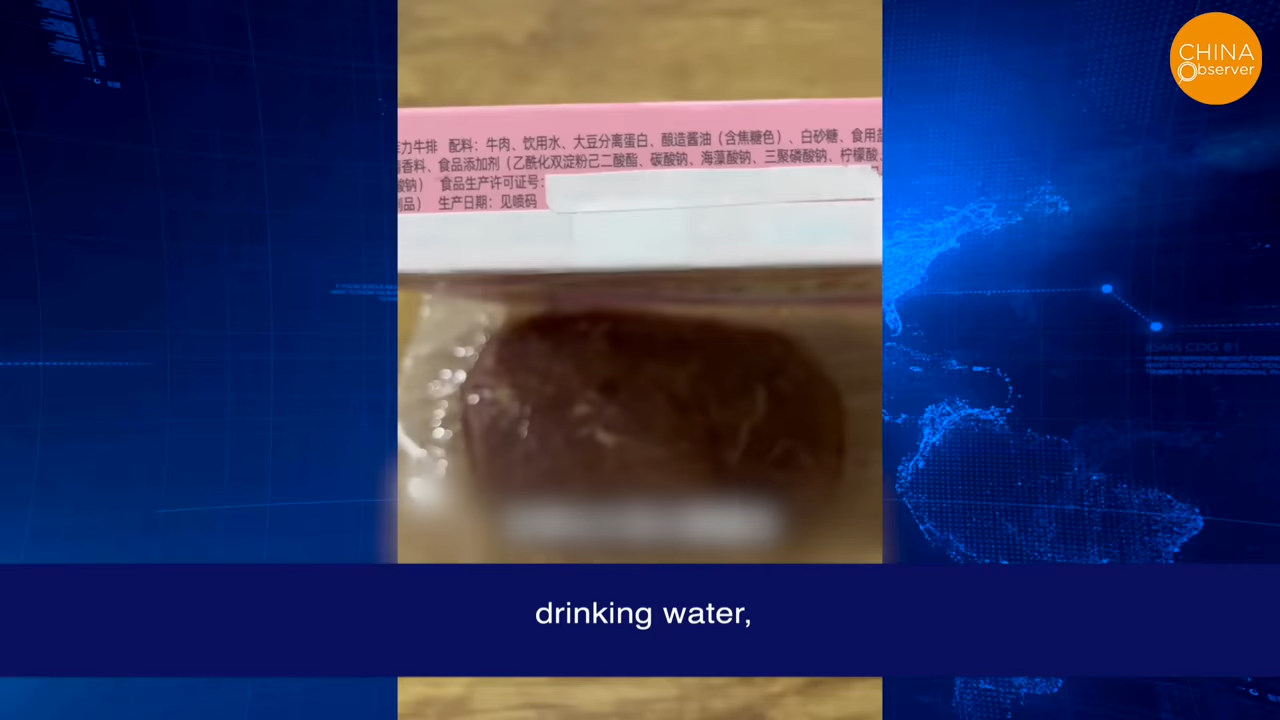 CHINA
Observer
力牛排 配料：牛肉、饮用水、大豆分离蛋白、酿造酱油（含焦糖色）、白砂糖、食用盐
香料、食品添加剂（乙酰化双淀粉己二酸酯、碳酸钠、海藻酸钠、三聚磷酸钠、柠檬酸、
酸钠） 食品生产许可证号：
制品） 生产日期：见喷码
drinking water,